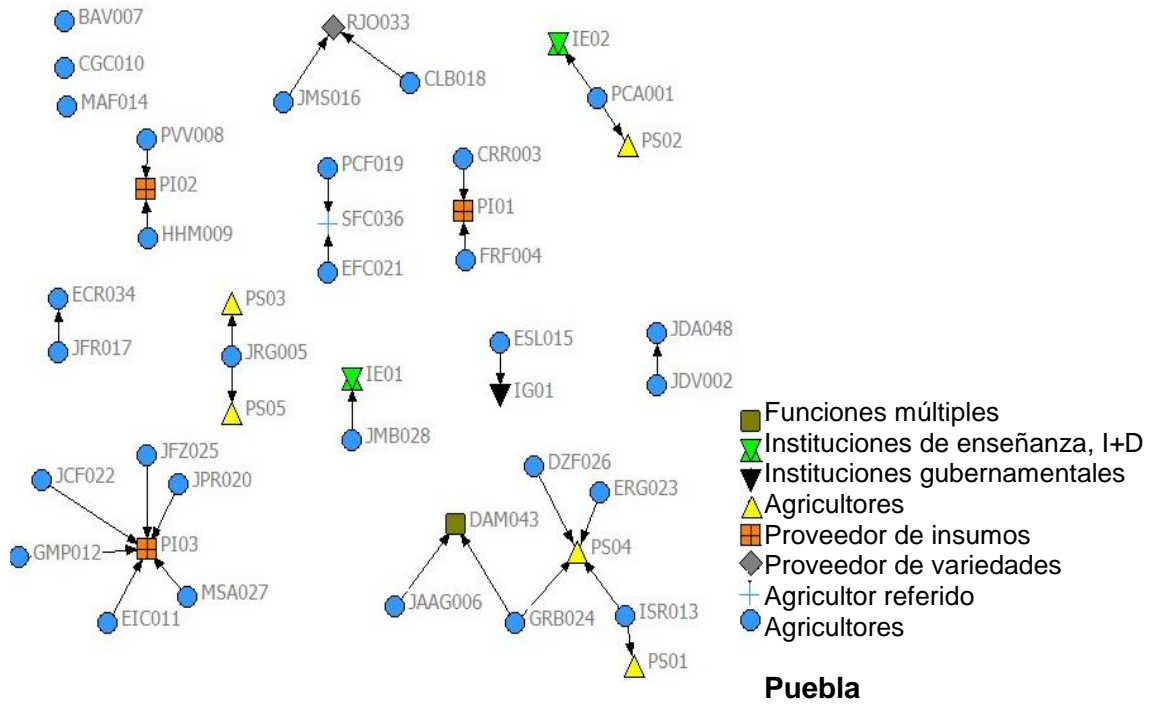 BAV007
RJO033
IE02
CGC010
CLB018
MAF014
JMS016
PCA001
PVV008
PS02
PCF019
CRR003
PI02
SFC036
PI01
HHM009
EFC021
FRF004
ECR034
PS03
ESL015
JDA048
JFR017
JRG005
IE01
IG01
JDV002
PS05
JMB028
Funciones múltiples
Instituciones de enseñanza, I+D
Instituciones gubernamentales
Agricultores
Proveedor de insumos
Proveedor de variedades
Agricultor referido
Agricultores
JFZ025
JCF022
JPR020
DZF026
ERG023
DAM043
PI03
GMP012
PS04
MSA027
JAAG006
EIC011
GRB024
ISR013
PS01
Puebla